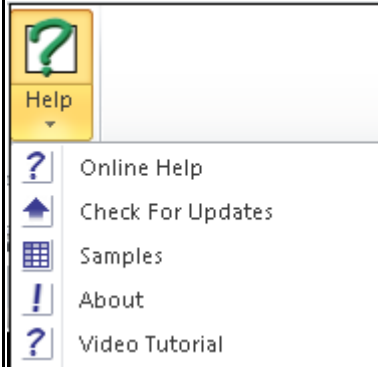 Help
Online Help
Check For Updates
Samples
About
Video Tutorial